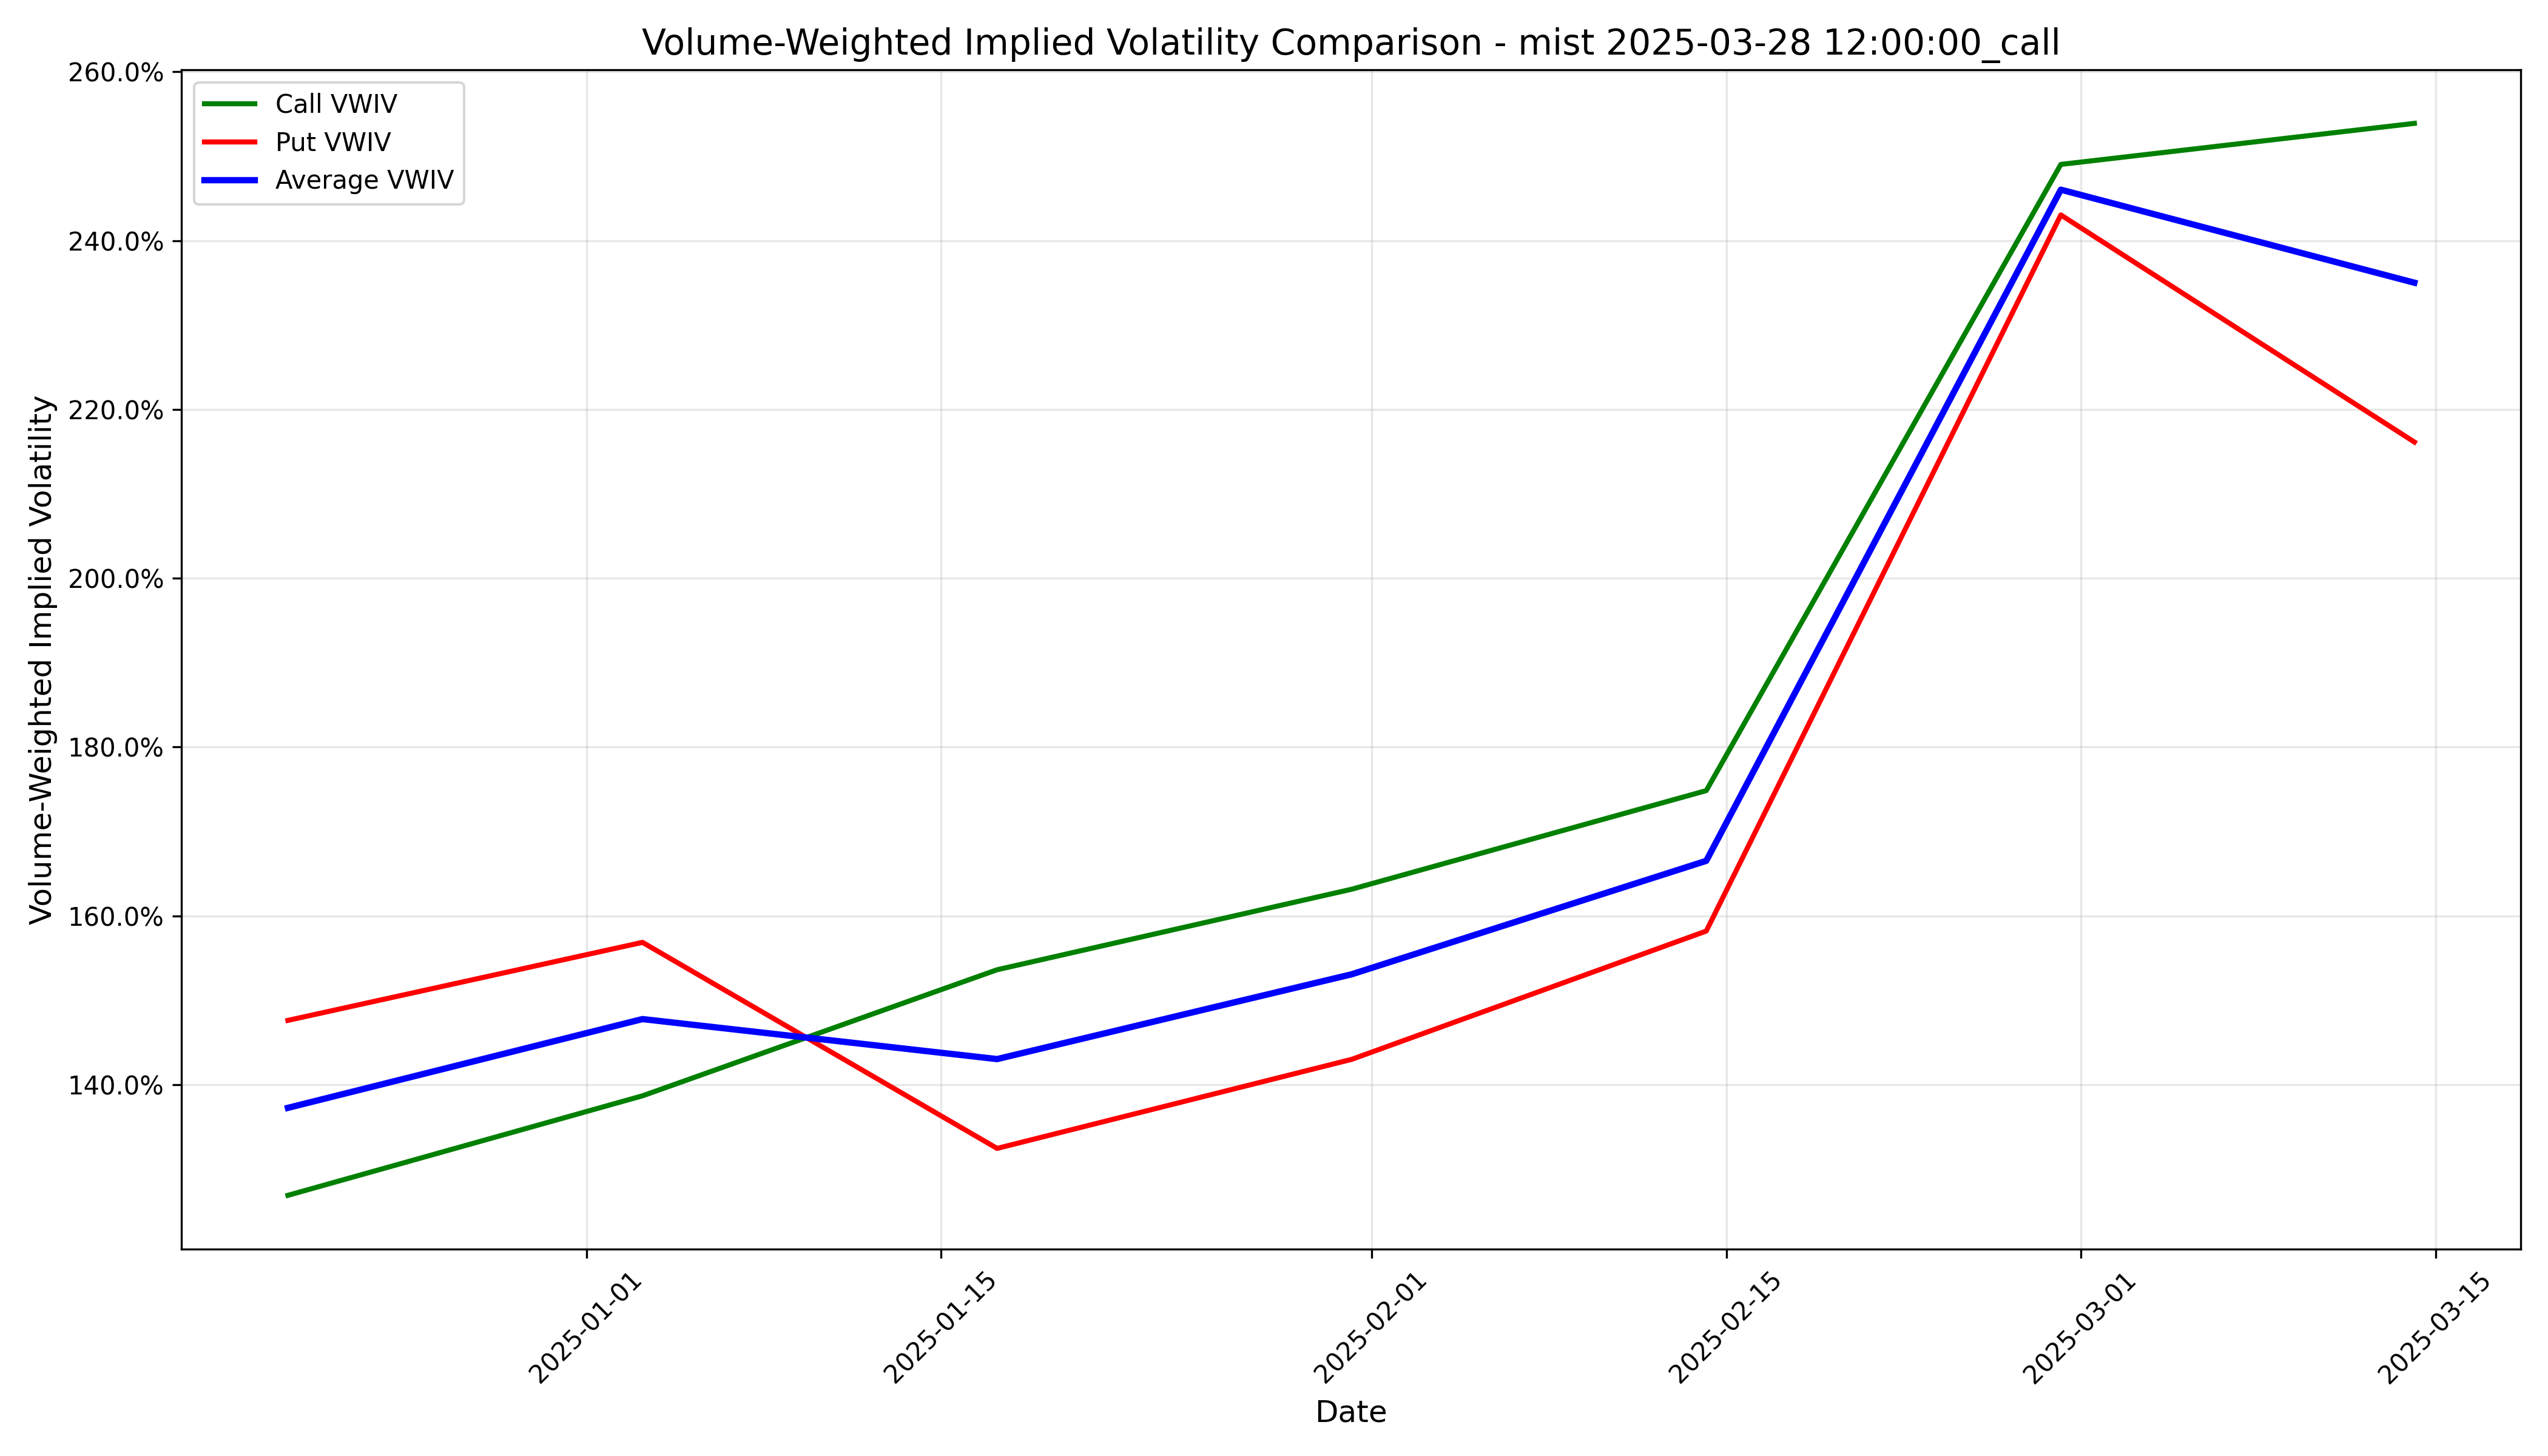 Volume-Weighted Implied Volatility Comparison - mist 2025-03-28 12:00:00_call
Call VWIV
Put VWIV
Average VWIV
Volume-Weighted Implied Volatility
260.0%
240.0%
220.0%
200.0%
180.0%
160.0%
140.0%
2025-01-01
2025-01-15
2025-02-01
2025-02-15
2025-03-01
2025-03-15
Date